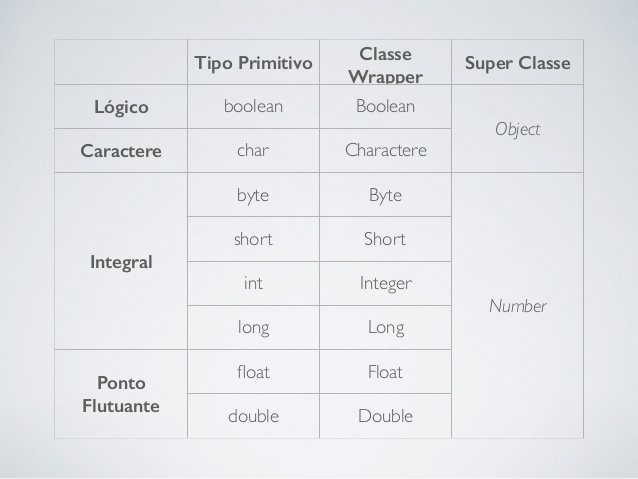 Tipo Primitivo
Classe
Wrapper
Super Classe
Lógico
boolean
Boolean
Object
Caractere
char
Charactere
Integral
byte
Byte
Number
short
Short
int
Integer
long
Long
Ponto
Flutuante
float
Float
double
Double